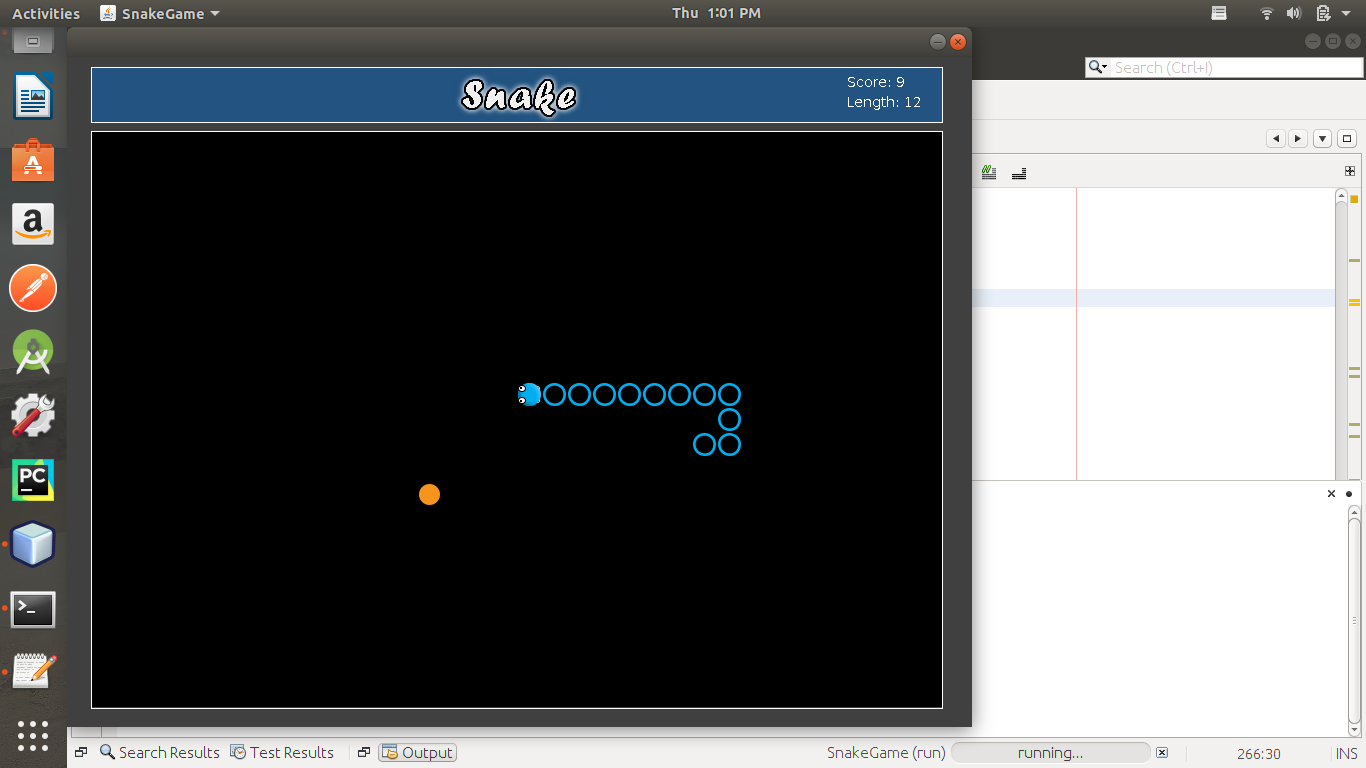 Activities SnakeGame Thu 1:01 PM
Search (Ctrl+I)
Snake
Score: 9
Length: 12
A
a
PC
>_
Search Results Test Results Output SnakeGame (run) running... 266:30 INS